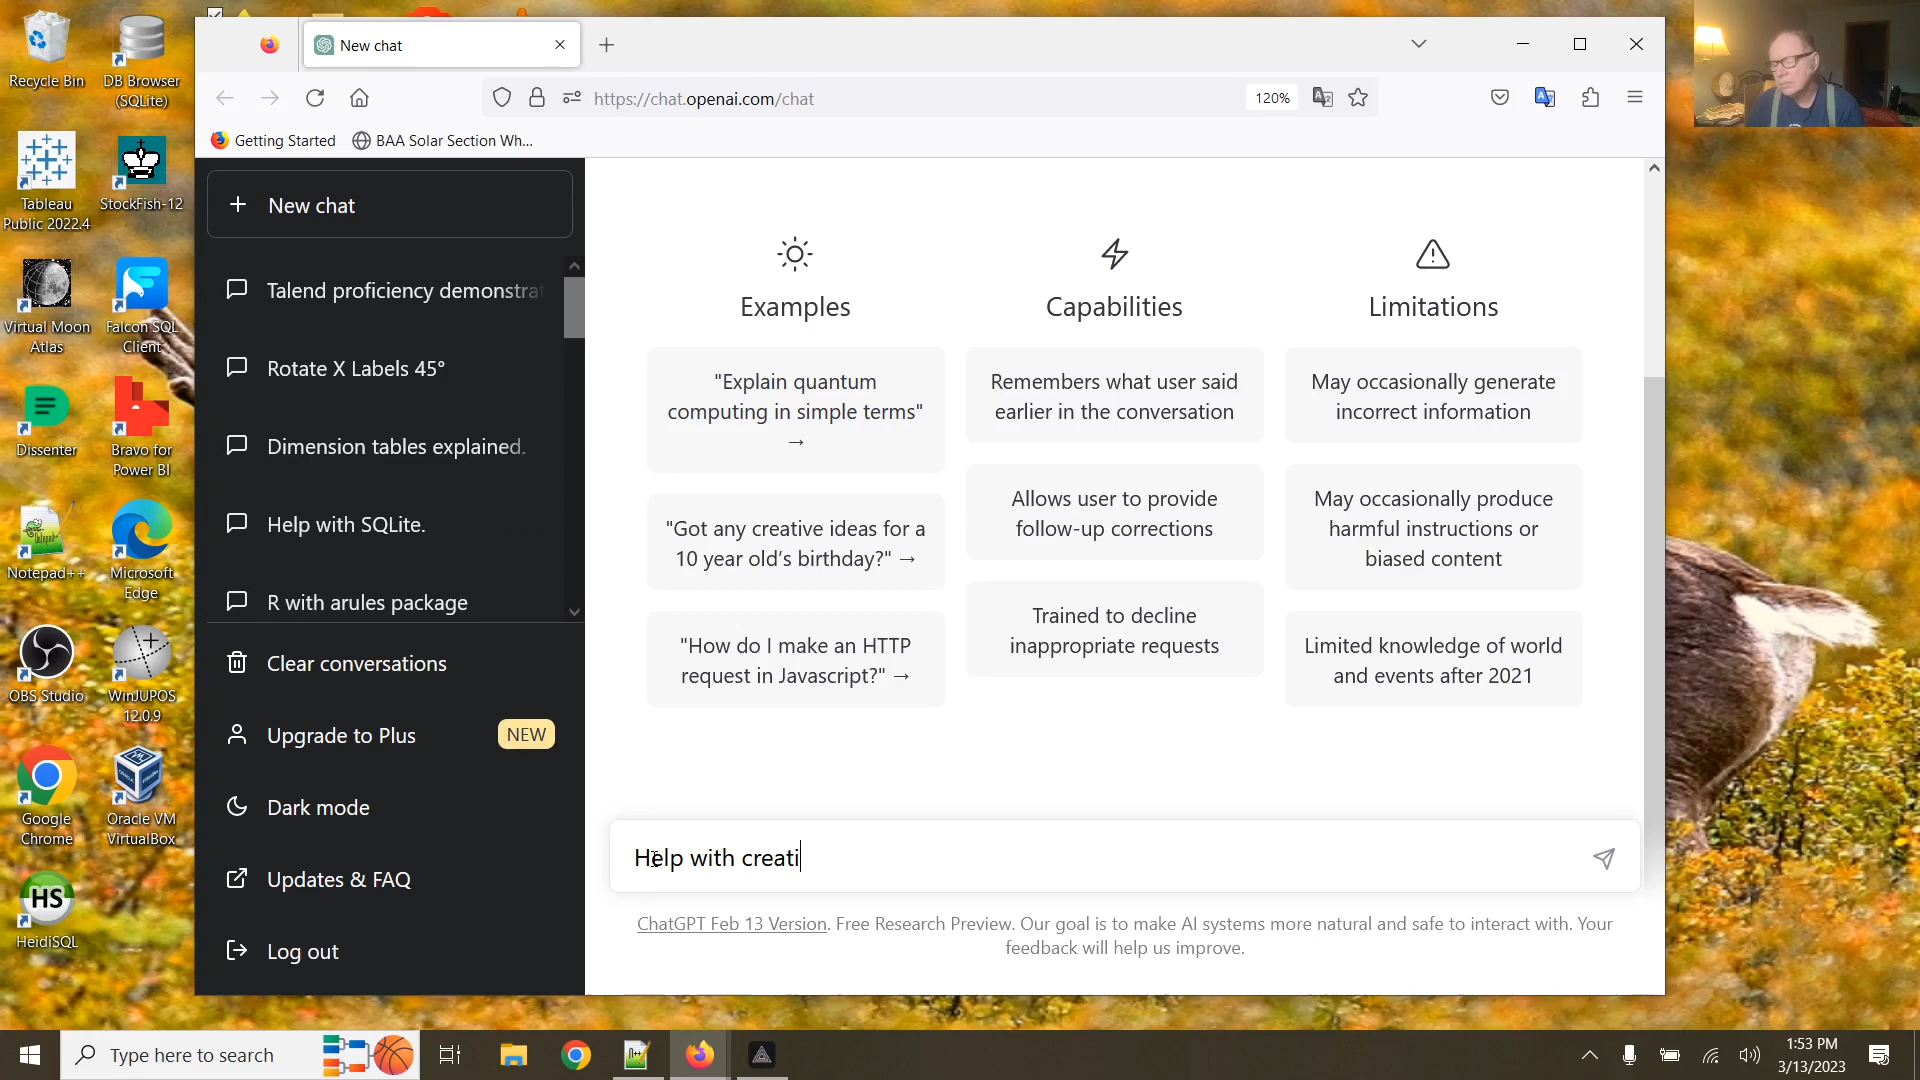 Recycle Bin
DB Browser
(SQLite)
Tableau
Public 2022.4
StockFish-12
Virtual Moon
Atlas
Falcon SQL
Client
Dissenter
Bravo for
Power BI
Notepad++
Microsoft
Edge
OBS Studio
WinJUPOS
12.0.9
Google
Chrome
Oracle VM
VirtualBox
HS
HeidiSQL
New chat
https://chat.openai.com/chat
120%
Getting Started
BAA Solar Section Wh...
New chat
Talend proficiency demonstrat
Rotate X Labels 45°
Dimension tables explained.
Help with SQLite.
R with arules package
Clear conversations
Upgrade to Plus
NEW
Dark mode
Updates & FAQ
Log out
Examples
"Explain quantum
computing in simple terms"
→
"Got any creative ideas for a
10 year old's birthday?" →
"How do I make an HTTP
request in Javascript?" →
Capabilities
Remembers what user said
earlier in the conversation
Allows user to provide
follow-up corrections
Trained to decline
inappropriate requests
Limitations
May occasionally generate
incorrect information
May occasionally produce
harmful instructions or
biased content
Limited knowledge of world
and events after 2021
Help with creati
ChatGPT Feb 13 Version. Free Research Preview. Our goal is to make AI systems more natural and safe to interact with. Your
feedback will help us improve.
Type here to search
1:53 PM
3/13/2023